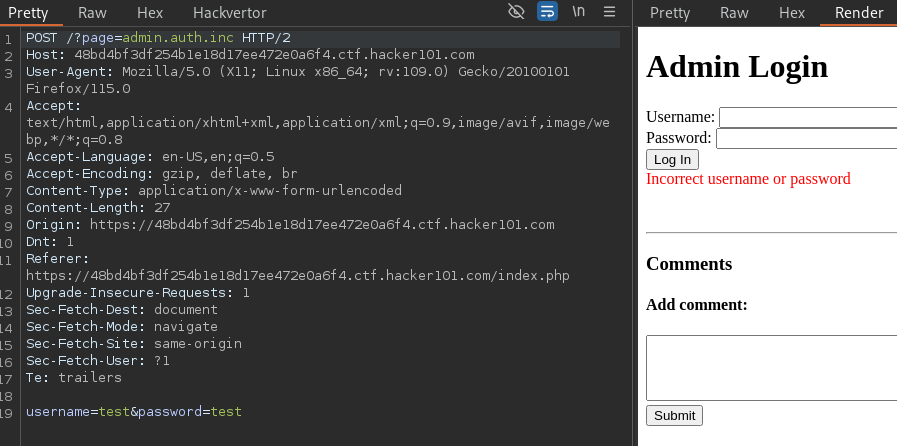 Pretty Raw Hex Hackvertor \n
1 POST /?page=admin.auth.inc HTTP/2
2 Host: 48bd4bf3df254b1e18d17ee472e0a6f4.ctf.hacker101.com
3 User-Agent: Mozilla/5.0 (X11; Linux x86_64; rv:109.0) Gecko/20100101
Firefox/115.0
4 Accept:
text/html,application/xhtml+xml,application/xml;q=0.9,image/avif,image/we
bp,*/*;q=0.8
5 Accept-Language: en-US,en;q=0.5
6 Accept-Encoding: gzip, deflate, br
7 Content-Type: application/x-www-form-urlencoded
8 Content-Length: 27
9 Origin: https://48bd4bf3df254b1e18d17ee472e0a6f4.ctf.hacker101.com
10 Dnt: 1
11 Referer:
https://48bd4bf3df254b1e18d17ee472e0a6f4.ctf.hacker101.com/index.php
12 Upgrade-Insecure-Requests: 1
13 Sec-Fetch-Dest: document
14 Sec-Fetch-Mode: navigate
15 Sec-Fetch-Site: same-origin
16 Sec-Fetch-User: ?1
17 Te: trailers
18
19 username=test&password=test
Pretty Raw Hex Render
Admin Login
Username:
Password:
Log In
Incorrect username or password
Comments
Add comment:
Submit